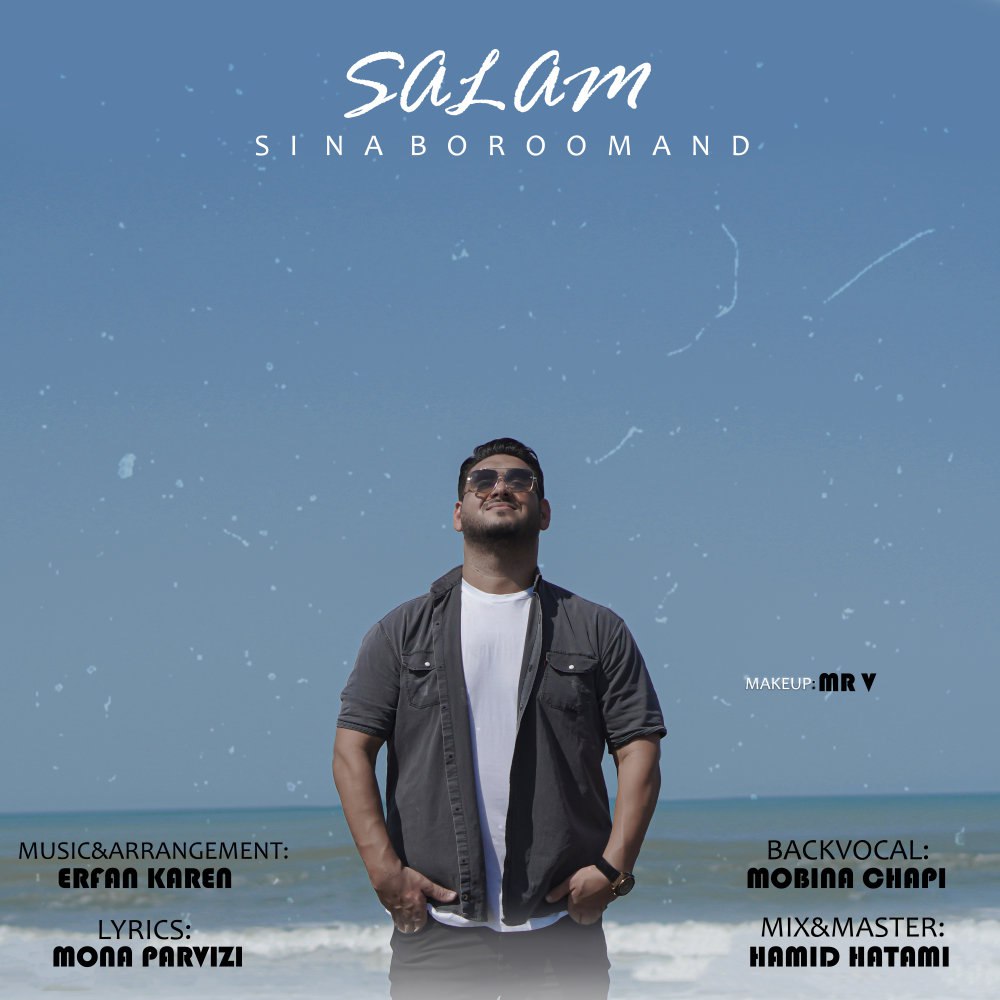 SALAM
SINA BOROOMAND
MAKEUP: MR V
MUSIC&ARRANGEMENT:
ERFAN KAREN
LYRICS:
MONA PARVIZI
BACKVOCAL:
MOBINA CHAPI
MIX&MASTER:
HAMID HATAMI